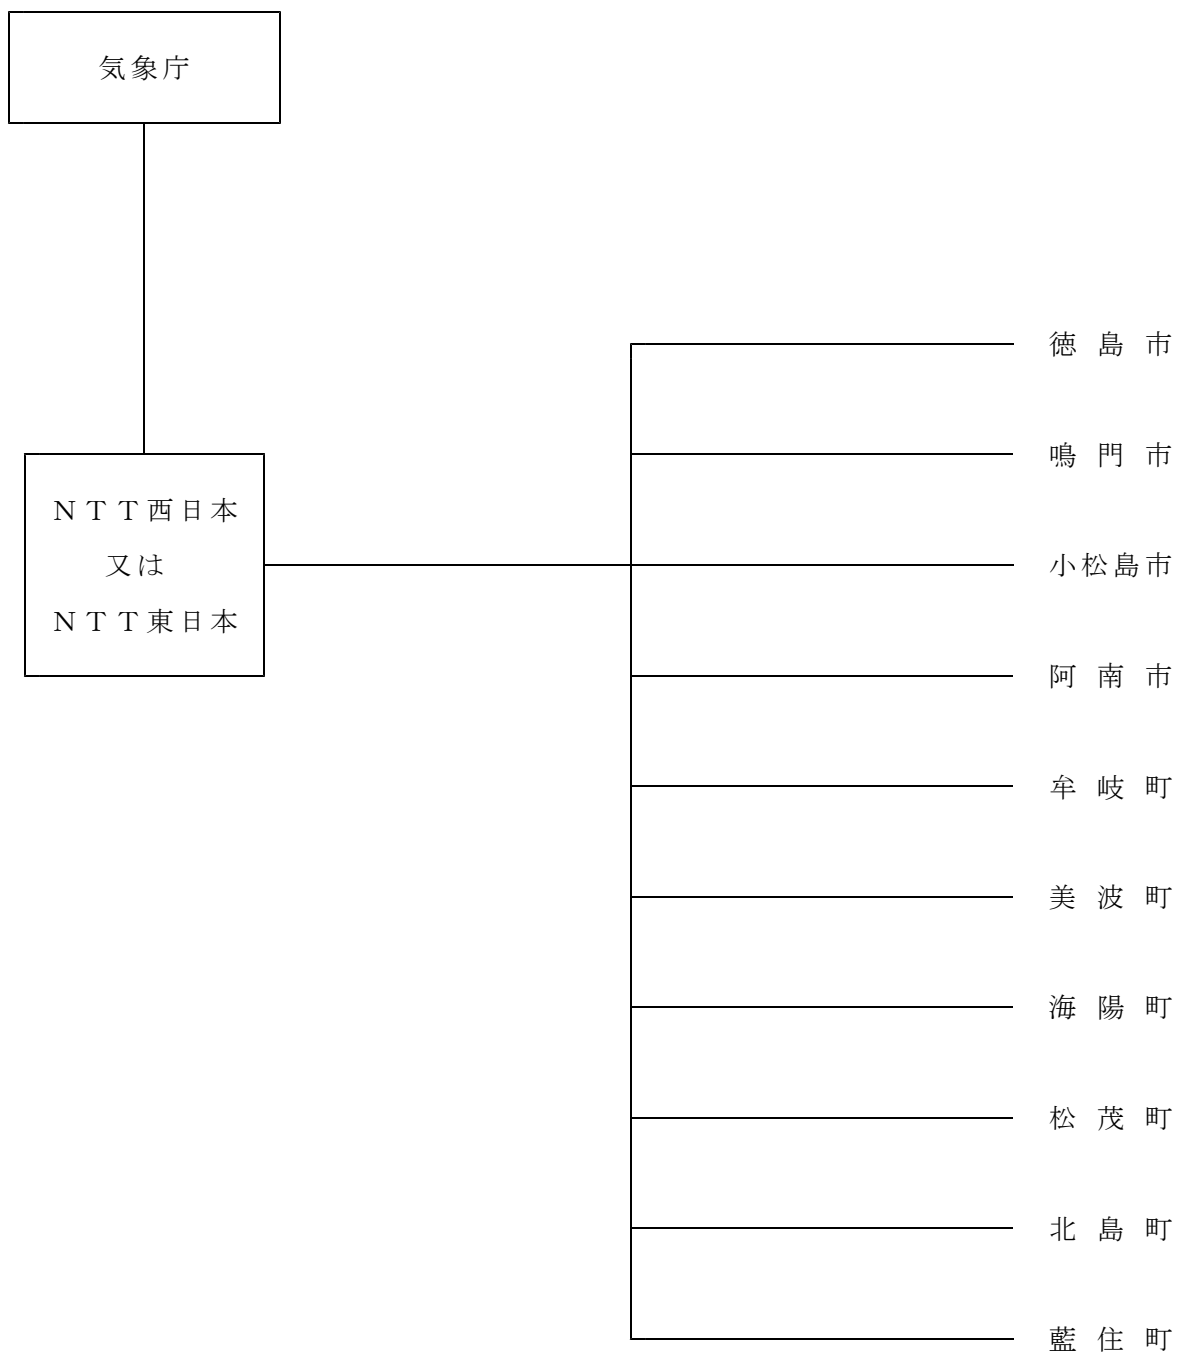 気象庁
ＮＴＴ西日本
又は
ＮＴＴ東日本
徳島市
鳴門市
小松島市
阿南市
牟岐町
美波町
海陽町
松茂町
北島町
藍住町